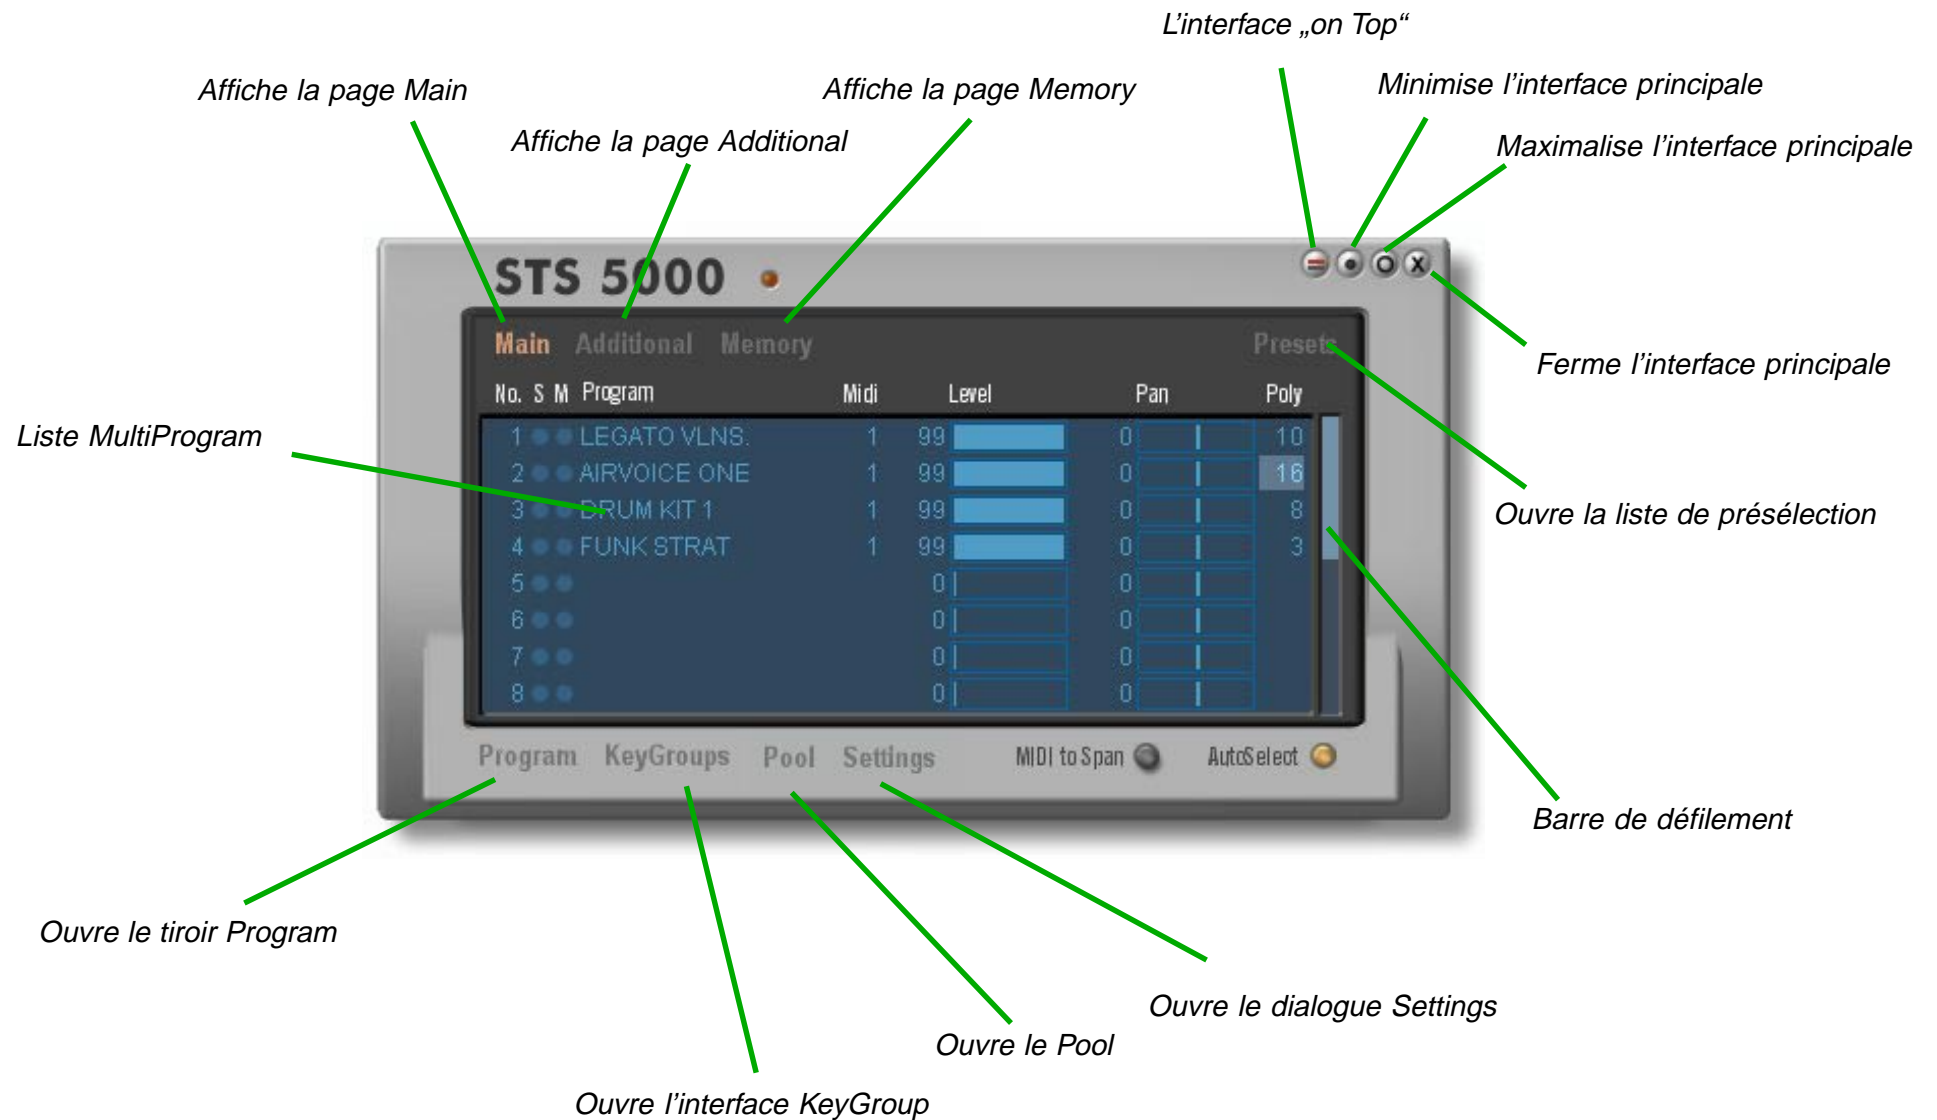 L'interface „on Top“
Affiche la page Main
Affiche la page Memory
Minimise l'interface principale
Affiche la page Additional
Maximalise l'interface principale
STS 5000
X
Main Additional Memory Presets
Ferme l'interface principale
No. S M Program Midi Level Pan Poly
Liste MultiProgram
1 LEGATO VLNS. 1 99 0 10
2 AIRVOICE ONE 1 99 0 16
3 DRUM KIT 1 1 99 0 8
Ouvre la liste de présélection
4 FUNK STRAT 1 99 0 3
5 0 0
6 0 0
7 0 0
8 0 0
Program KeyGroups Pool Settings MIDI to Span AutoSelect
Barre de défilement
Ouvre le tiroir Program
Ouvre le dialogue Settings
Ouvre le Pool
Ouvre l'interface KeyGroup